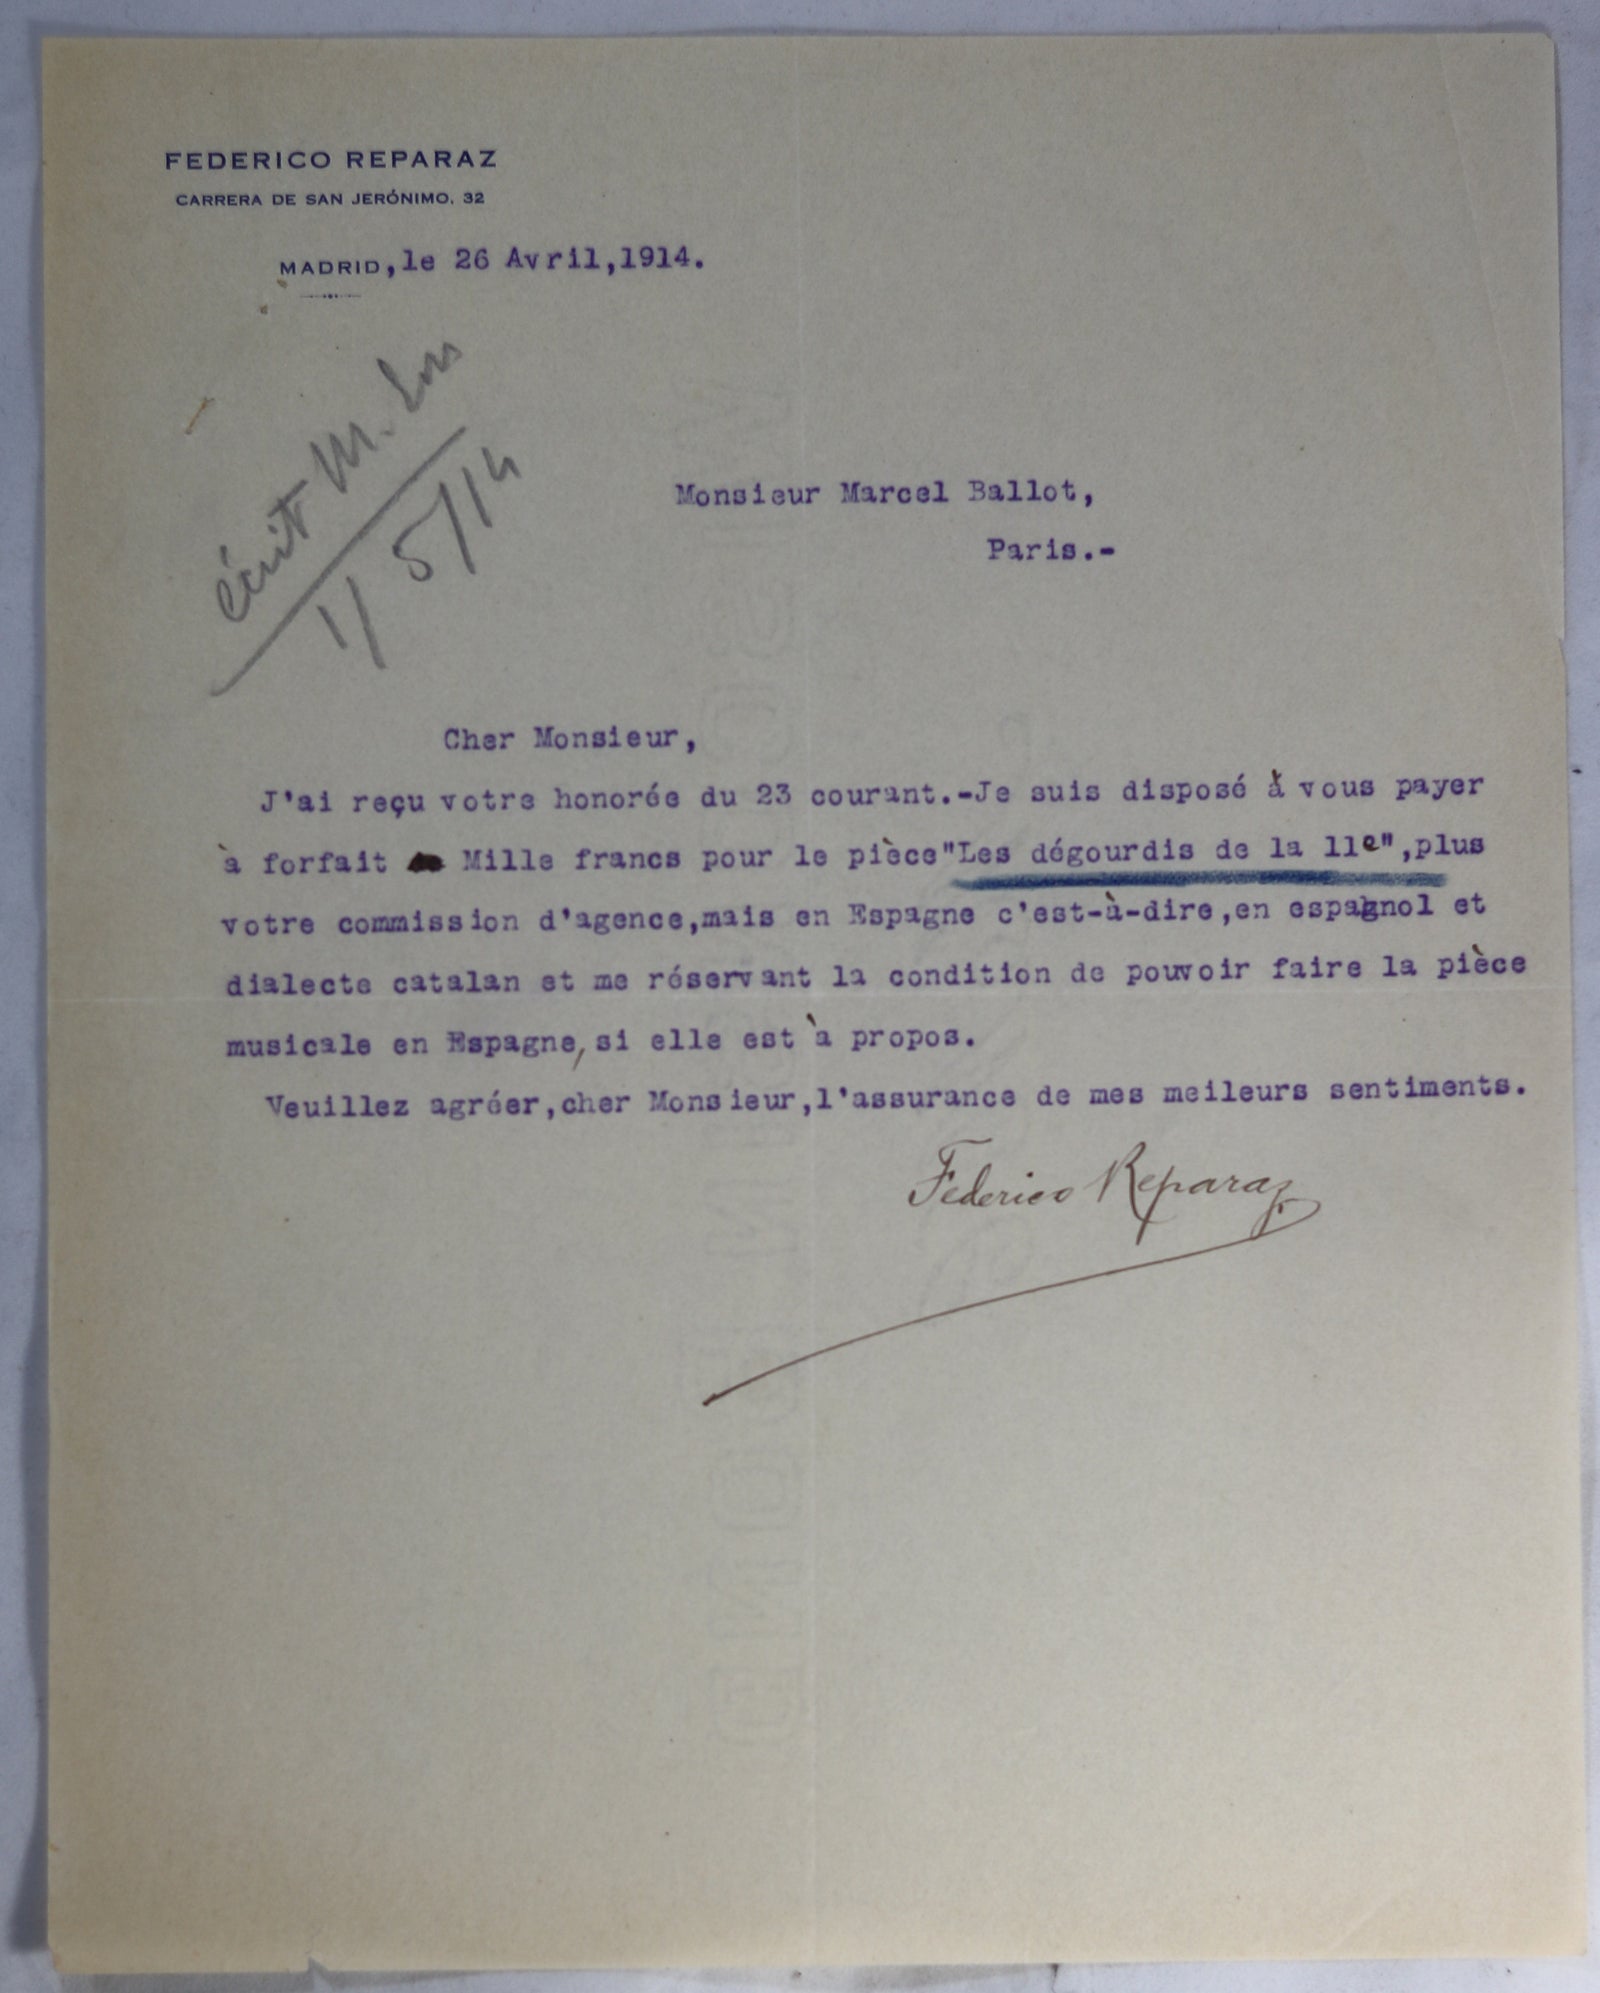 FEDERICO REPARAZ
CARRERA DE SAN JERÓNIMO, 32
MADRID, le 26 Avril,1914.
écrit M.
1/5/14
Monsieur Marcel Ballot,
Paris.-
Cher Monsieur,
J'ai reçu votre honorée du 23 courant.-Je suis disposé à vous payer
à forfait Mille francs pour le pièce"Les dégourdis de la 11e",plus
votre commission d'agence,mais en Espagne c'est-à-dire,en espagnol et
dialecte catalan et me réservant la condition de pouvoir faire la pièce
musicale en Espagne, si elle est à propos.
Veuillez agréer,cher Monsieur,l'assurance de mes meileurs sentiments.
Federico Reparaz